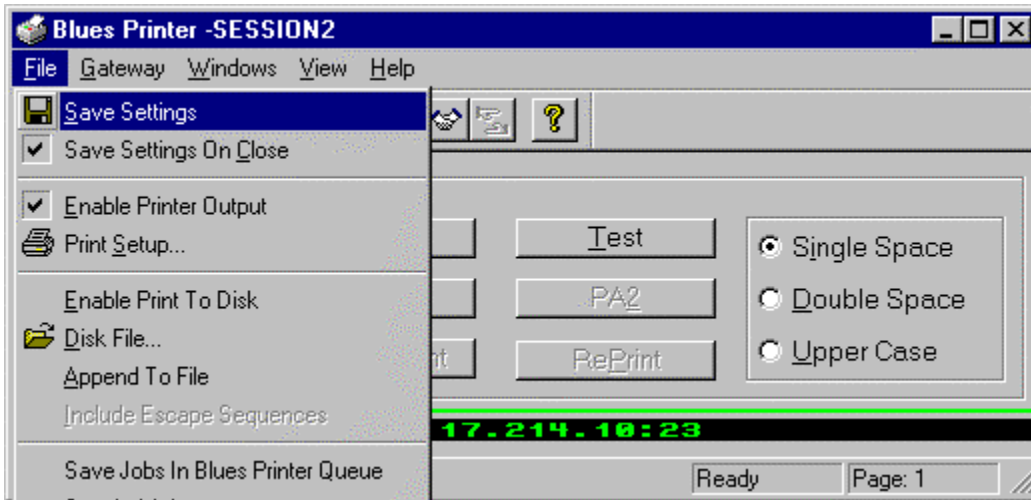 Blues Printer -SESSION2
File Gateway Windows View Help
Save Settings
Save Settings On Close
Enable Printer Output
Print Setup...
Enable Print To Disk
Disk File...
Append To File
Include Escape Sequences
Save Jobs In Blues Printer Queue
Test
PA2
RePrint
Single Space
Double Space
Upper Case
17.214.10:23
Ready Page: 1